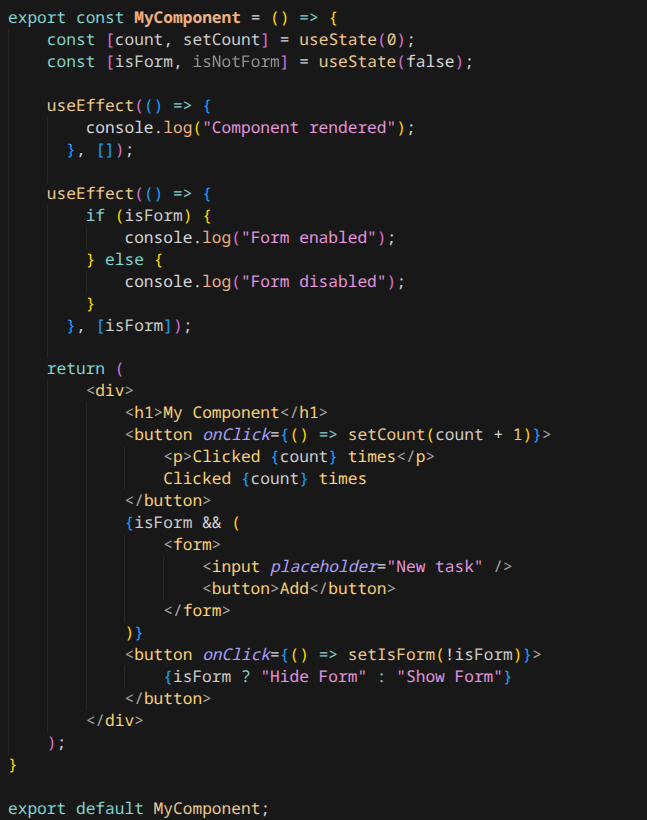 export const MyComponent = () => {
    const [count, setCount] = useState(0);
    const [isForm, isNotForm] = useState(false);

    useEffect(() => {
        console.log("Component rendered");
      }, []);

    useEffect(() => {
        if (isForm) {
            console.log("Form enabled");
        } else {
            console.log("Form disabled");
        }
      }, [isForm]);

    return (
        <div>
            <h1>My Component</h1>
            <button onClick={() => setCount(count + 1)}>
                <p>Clicked {count} times</p>
                Clicked {count} times
            </button>
            {isForm && (
                <form>
                    <input placeholder="New task" />
                    <button>Add</button>
                </form>
            )}
            <button onClick={() => setIsForm(!isForm)}>
                {isForm ? "Hide Form" : "Show Form"}
            </button>
        </div>
    );
}

export default MyComponent;